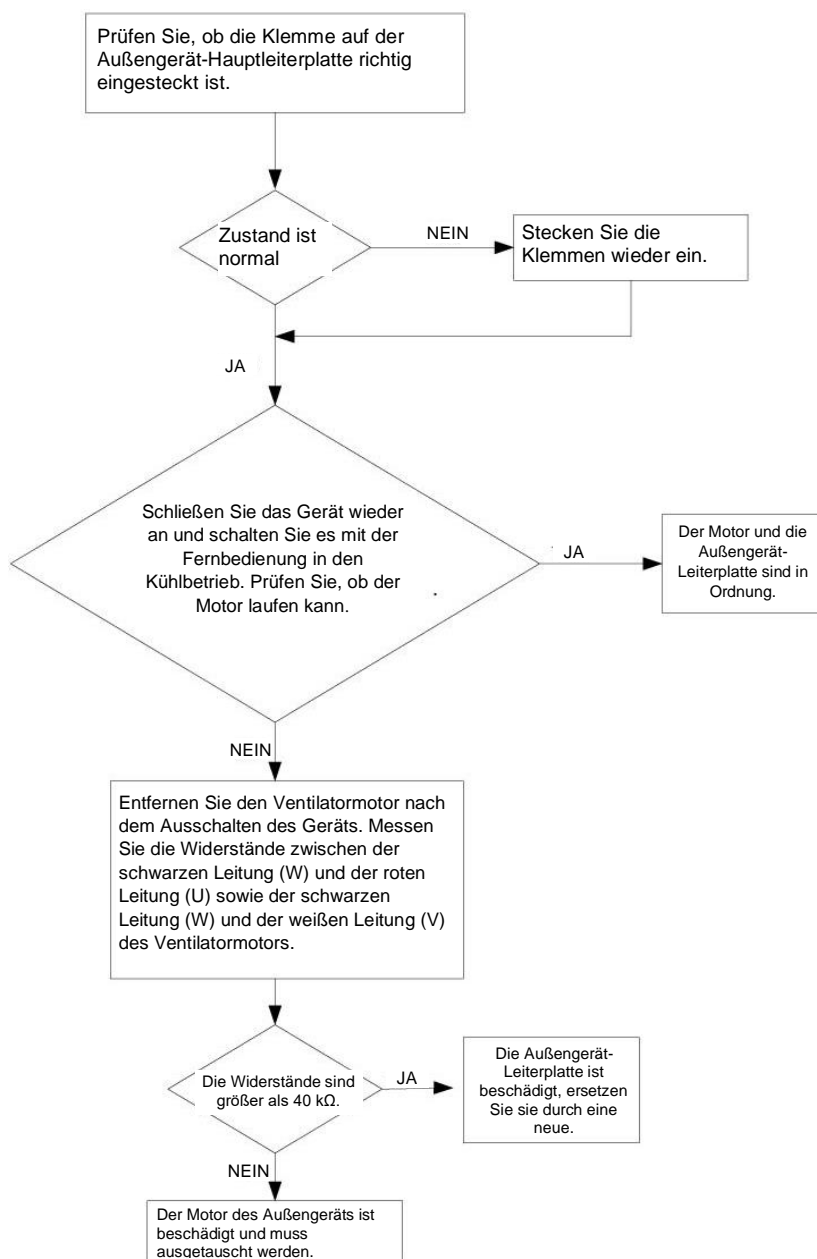 Prüfen Sie, ob die Klemme auf der
Außengerät-Hauptleiterplatte richtig
eingesteckt ist.
Zustand ist
normal
NEIN
Stecken Sie die
Klemmen wieder ein.
JA
Schließen Sie das Gerät wieder
an und schalten Sie es mit der
Fernbedienung in den
Kühlbetrieb. Prüfen Sie, ob der
Motor laufen kann.
JA
Der Motor und die
Außengerät-
Leiterplatte sind in
Ordnung.
NEIN
Entfernen Sie den Ventilatormotor nach
dem Ausschalten des Geräts. Messen
Sie die Widerstände zwischen der
schwarzen Leitung (W) und der roten
Leitung (U) sowie der schwarzen
Leitung (W) und der weißen Leitung (V)
des Ventilatormotors.
Die Widerstände sind
größer als 40 kΩ.
JA
Die Außengerät-
Leiterplatte ist
beschädigt, ersetzen
Sie sie durch eine
neue.
NEIN
Der Motor des Außengeräts ist
beschädigt und muss
ausgetauscht werden.